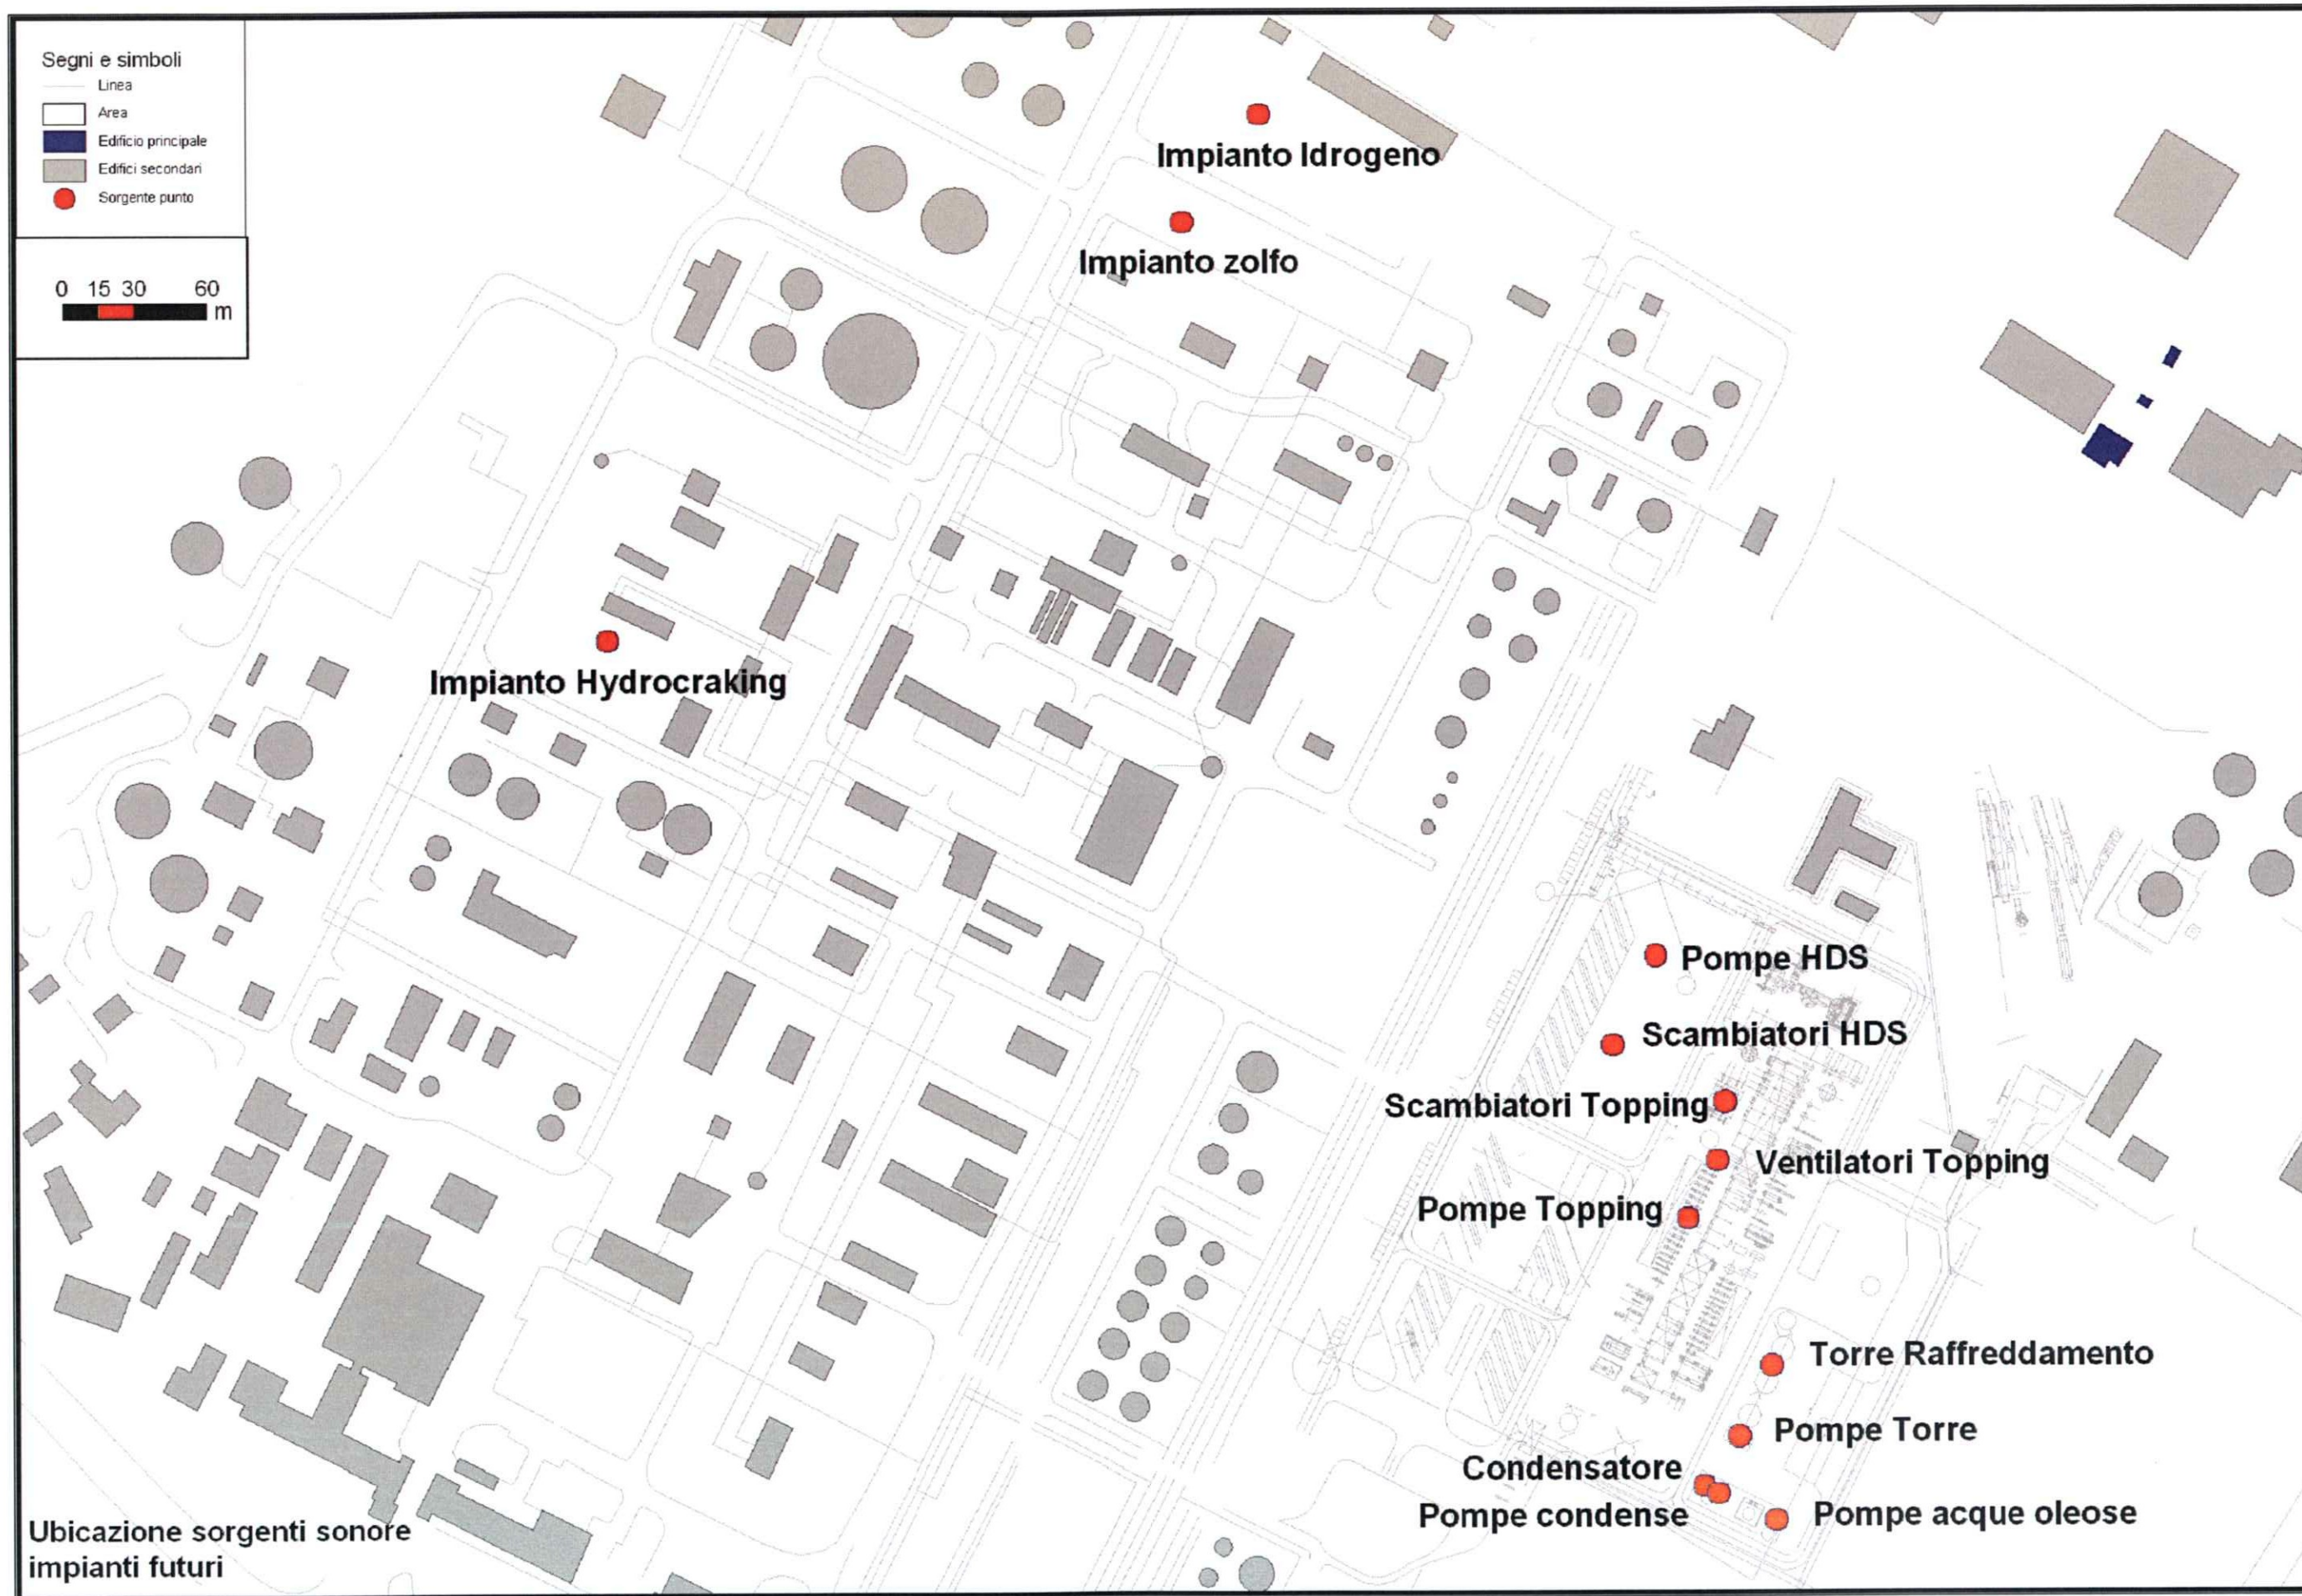 Segni e simboli
Linea
Area
Edificio principale
Edifici secondari
Sorgente punto
0 15 30 60
m
Impianto Idrogeno
Impianto zolfo
Impianto Hydrocraking
Pompe HDS
Scambiatori HDS
Scambiatori Topping
Ventilatori Topping
Pompe Topping
Torre Raffreddamento
Pompe Torre
Condensatore
Pompe condense
Pompe acque oleose
Ubicazione sorgenti sonore
impianti futuri